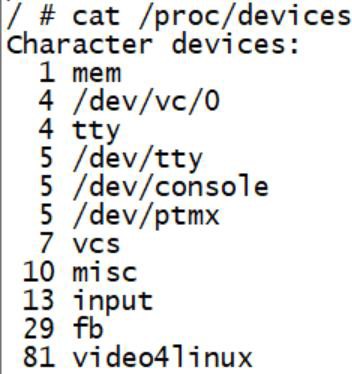 / # cat /proc/devices
Character devices:
1 mem
4 /dev/vc/0
4 tty
5 /dev/tty
5 /dev/console
5 /dev/ptmx
7 vcs
10 misc
13 input
29 fb
81 video4linux